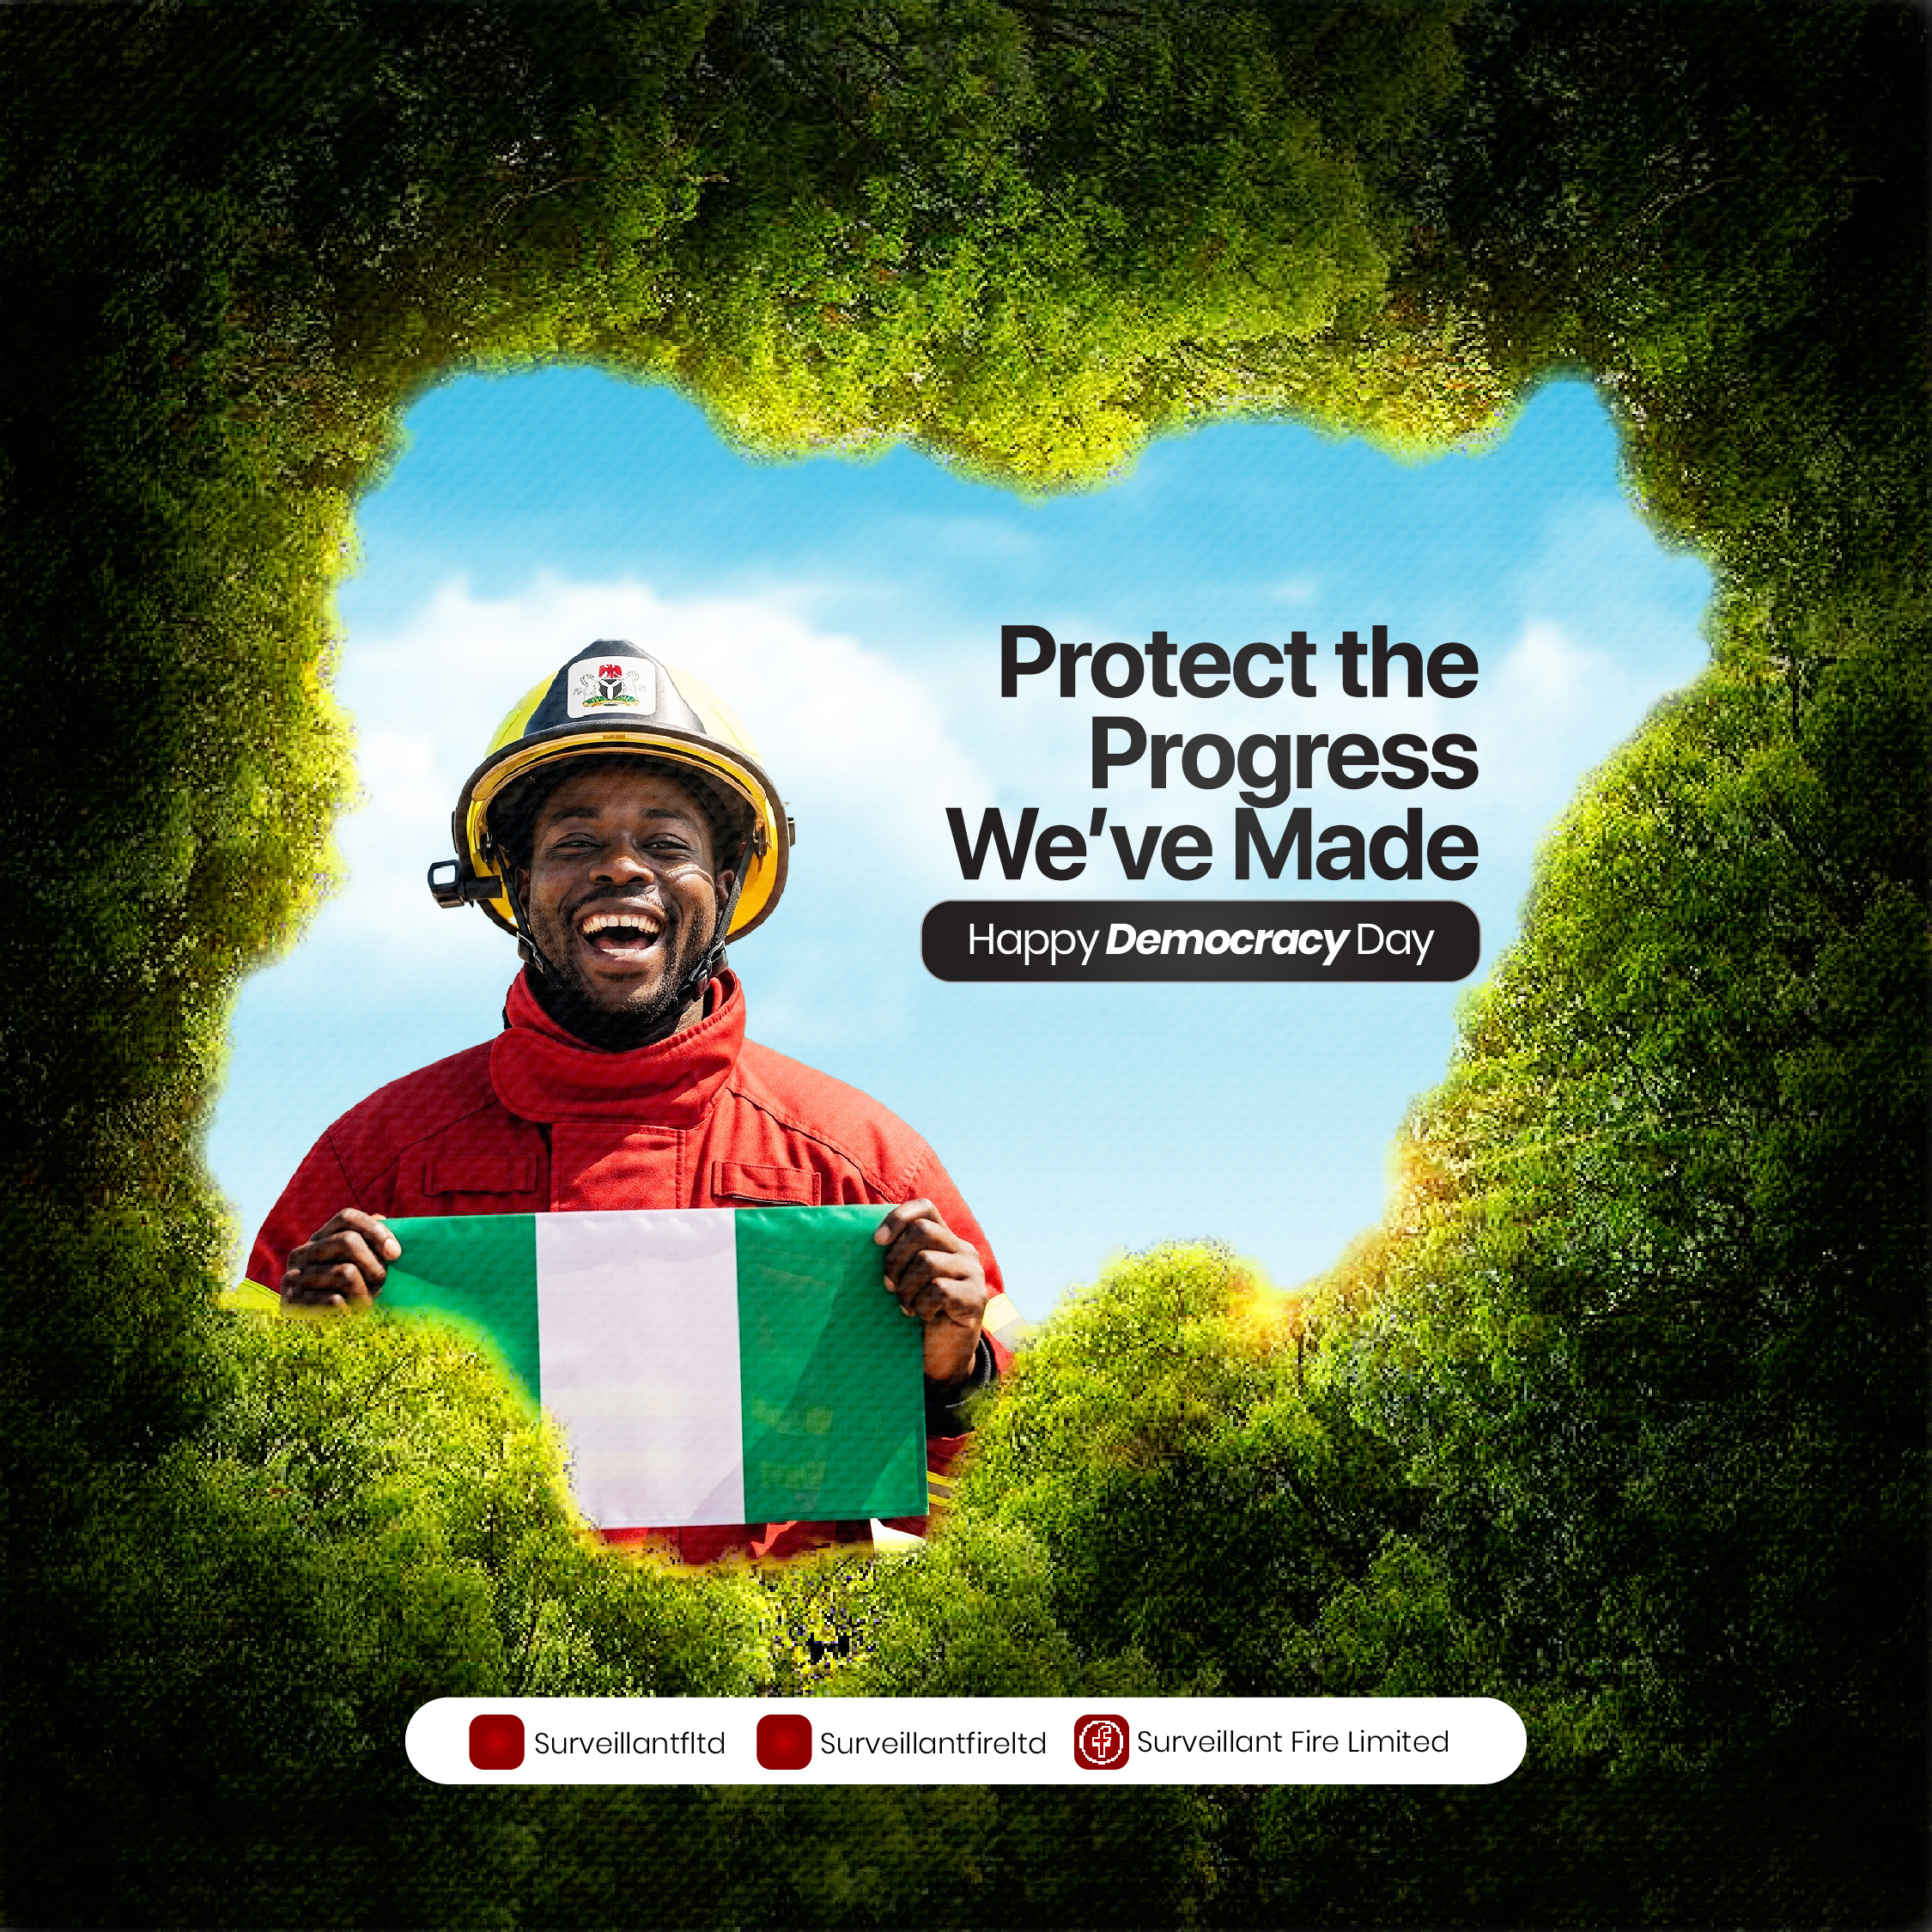 Protect the
Progress
We've Made
Happy Democracy Day
Surveillantfltd Surveillantfireltd Surveillant Fire Limited